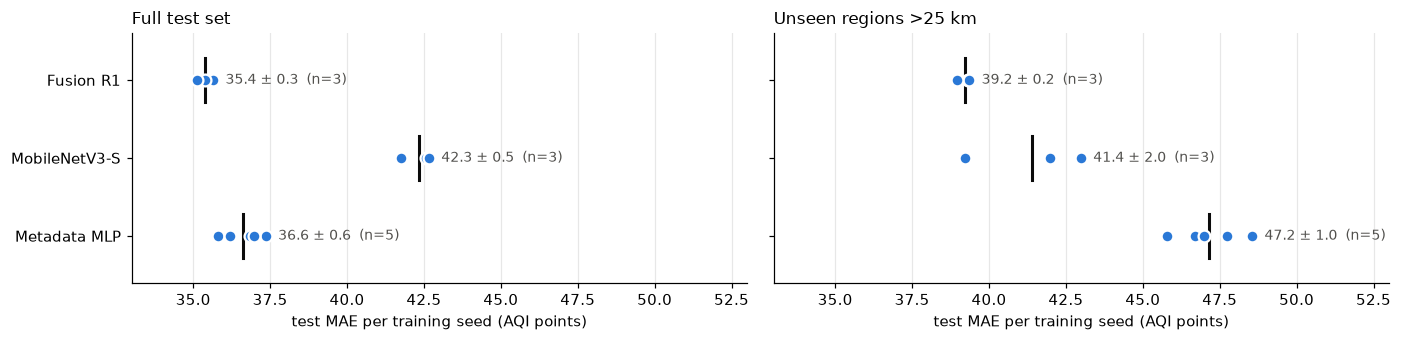 Full test set
Unseen regions >25 km
Fusion R1
35.4 ± 0.3 (n=3)
39.2 ± 0.2 (n=3)
MobileNetV3-S
42.3 ± 0.5 (n=3)
41.4 ± 2.0 (n=3)
Metadata MLP
36.6 ± 0.6 (n=5)
47.2 ± 1.0 (n=5)
35.0 37.5 40.0 42.5 45.0 47.5 50.0 52.5
35.0 37.5 40.0 42.5 45.0 47.5 50.0 52.5
test MAE per training seed (AQI points)
test MAE per training seed (AQI points)